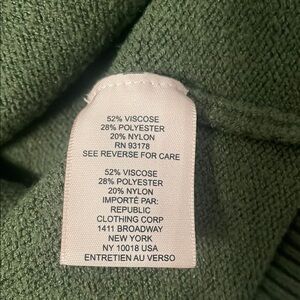 52% VISCOSE
28% POLYESTER
20% NYLON
RN 93178
SEE REVERSE FOR CARE
52% VISCOSE
28% POLYESTER
20% NYLON
IMPORTÉ PAR:
REPUBLIC
CLOTHING CORP
1411 BROADWAY
NEW YORK
NY 10018 USA
ENTRETIEN AU VERSO